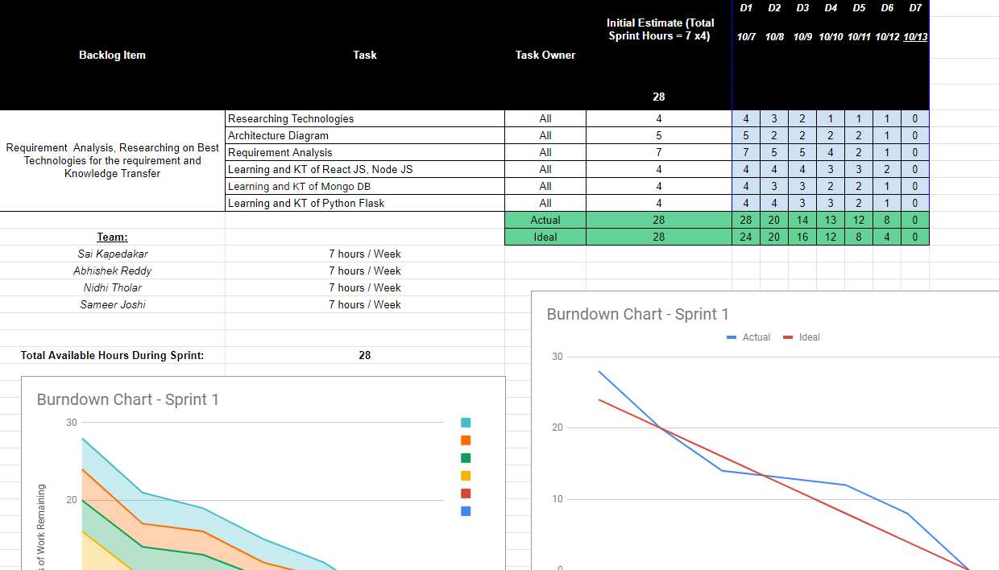 D1 D2 D3 D4 D5 D6 D7
Initial Estimate (Total
Sprint Hours = 7 x4)
10/7 10/8 10/9 10/10 10/11 10/12 10/13
Backlog Item Task Task Owner
28
Researching Technologies All 4 4 3 2 1 1 1 0
Architecture Diagram All 5 5 2 2 2 2 1 0
Requirement Analysis, Researching on Best
Technologies for the requirement and
Knowledge Transfer
Requirement Analysis All 7 7 5 5 4 2 1 0
Learning and KT of React JS, Node JS All 4 4 4 4 3 3 2 0
Learning and KT of Mongo DB All 4 4 3 3 2 2 1 0
Learning and KT of Python Flask All 4 4 4 3 3 2 1 0
Actual 28 28 20 14 13 12 8 0
Team: Ideal 28 24 20 16 12 8 4 0
Sai Kapedakar 7 hours / Week
Abhishek Reddy 7 hours / Week
Nidhi Tholar 7 hours / Week
Sameer Joshi 7 hours / Week
Total Available Hours During Sprint: 28
Burndown Chart - Sprint 1
Actual Ideal
30
20
10
0
Burndown Chart - Sprint 1
30
20
s of Work Remaining